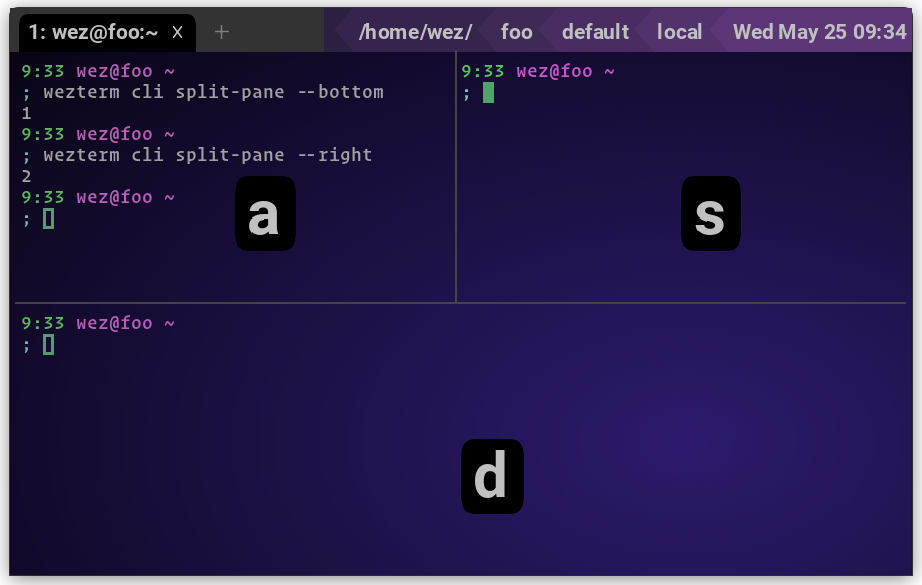 1: wez@foo:~ X + /home/wez/ foo default local Wed May 25 09:34
9:33 wez@foo ~
; wezterm cli split-pane --bottom
1
9:33 wez@foo ~
; wezterm cli split-pane --right
2
9:33 wez@foo ~
;
a
9:33 wez@foo ~
;
s
9:33 wez@foo ~
;
d